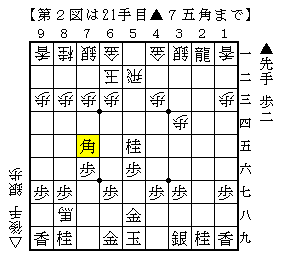 【第２図は21手目▲７五角まで】
９ ８ ７ ６ ５ ４ ３ ２ １
香 桂 銀 金 金 銀 龍 香 一
王 飛 二
歩 歩 歩 歩 歩 歩 三
歩 四
角 桂 五
歩 歩 六
歩 歩 歩 歩 歩 歩 七
馬 金 八
香 桂 金 玉 銀 桂 香 九
▲先手 歩二
△後手 銀歩